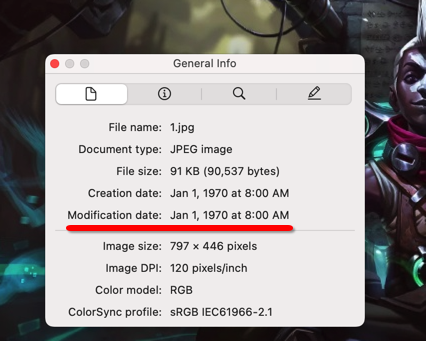 General Info
File name: 1.jpg
Document type: JPEG image
File size: 91 KB (90,537 bytes)
Creation date: Jan 1, 1970 at 8:00 AM
Modification date: Jan 1, 1970 at 8:00 AM
Image size: 797 × 446 pixels
Image DPI: 120 pixels/inch
Color model: RGB
ColorSync profile: sRGB IEC61966-2.1